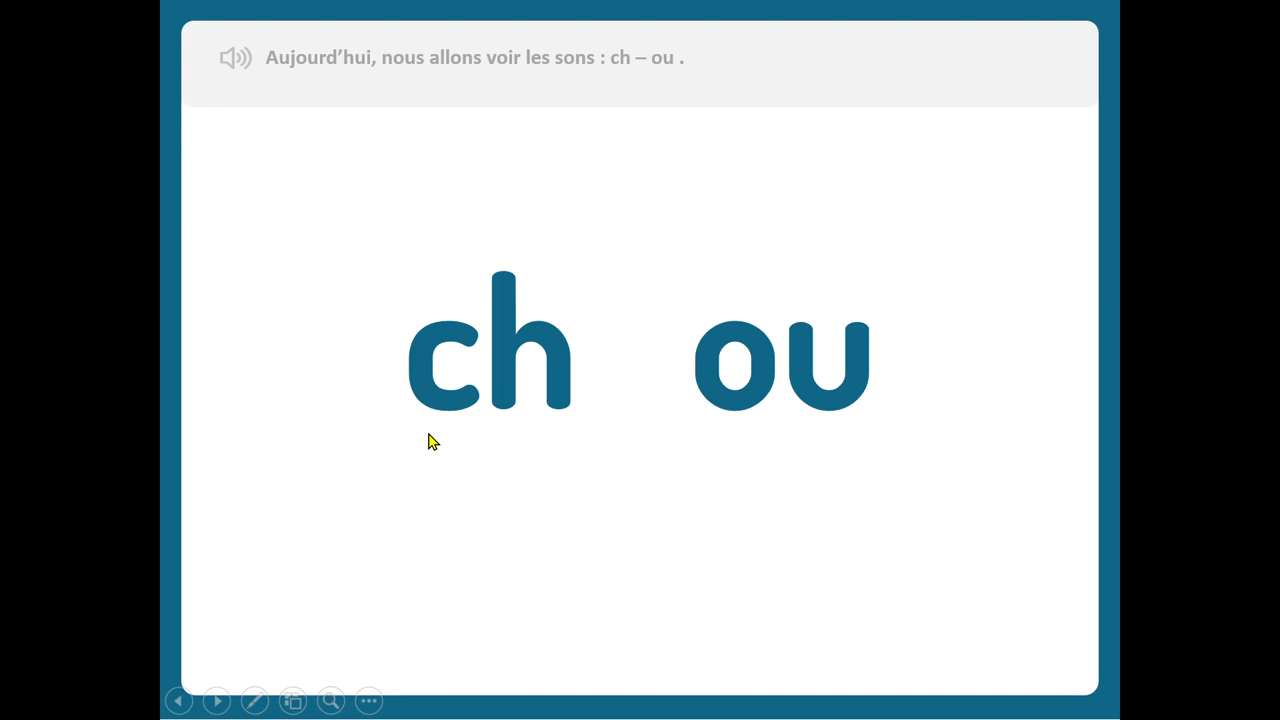 Aujourd’hui, nous allons voir les sons : ch – ou .
ch ou